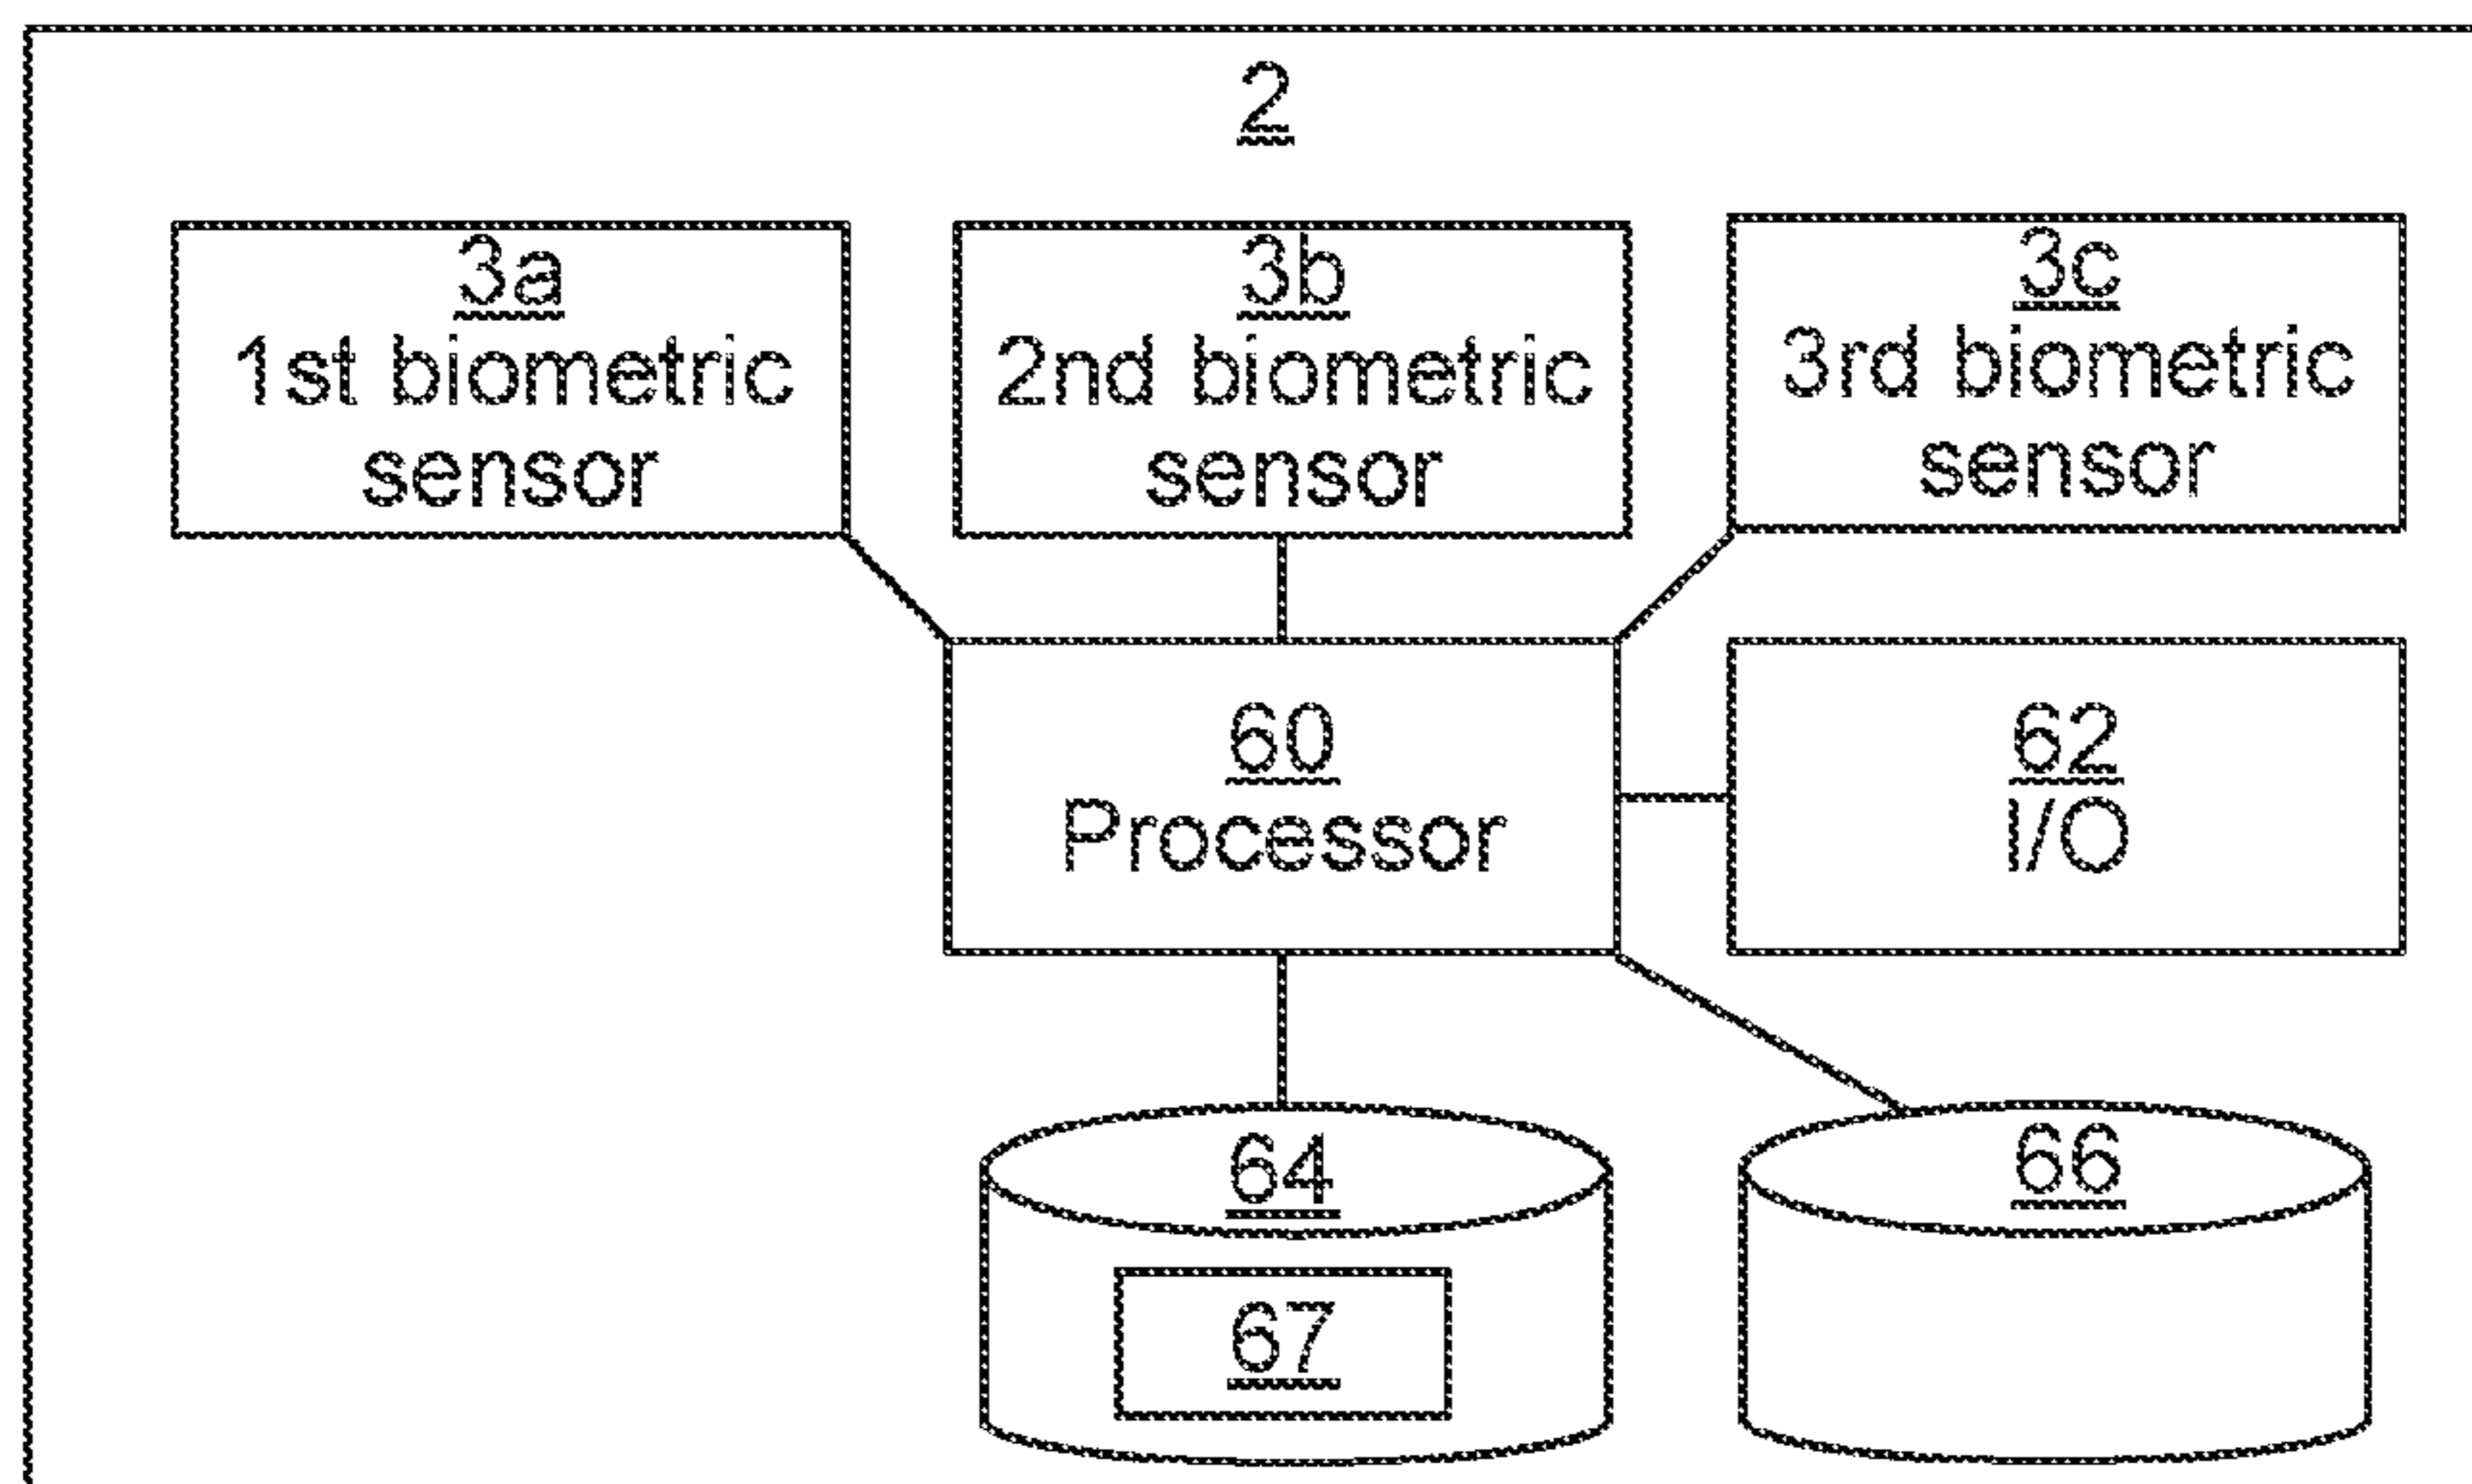 2
3a
1st biometric
sensor
3b
2nd biometric
sensor
3c
3rd biometric
sensor
60
Processor
62
I/O
64
66
67